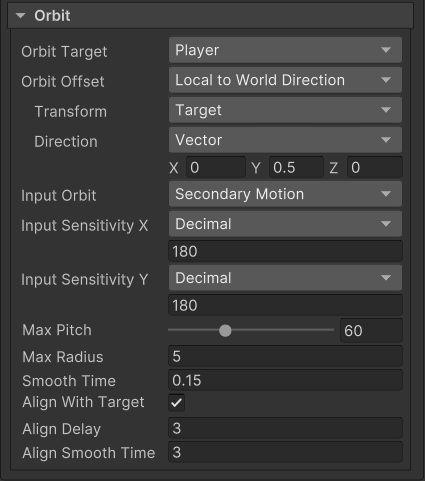 Orbit
Orbit Target Player
Orbit Offset Local to World Direction
Transform Target
Direction Vector
X 0 Y 0.5 Z 0
Input Orbit Secondary Motion
Input Sensitivity X Decimal
180
Input Sensitivity Y Decimal
180
Max Pitch 60
Max Radius 5
Smooth Time 0.15
Align With Target
Align Delay 3
Align Smooth Time 3